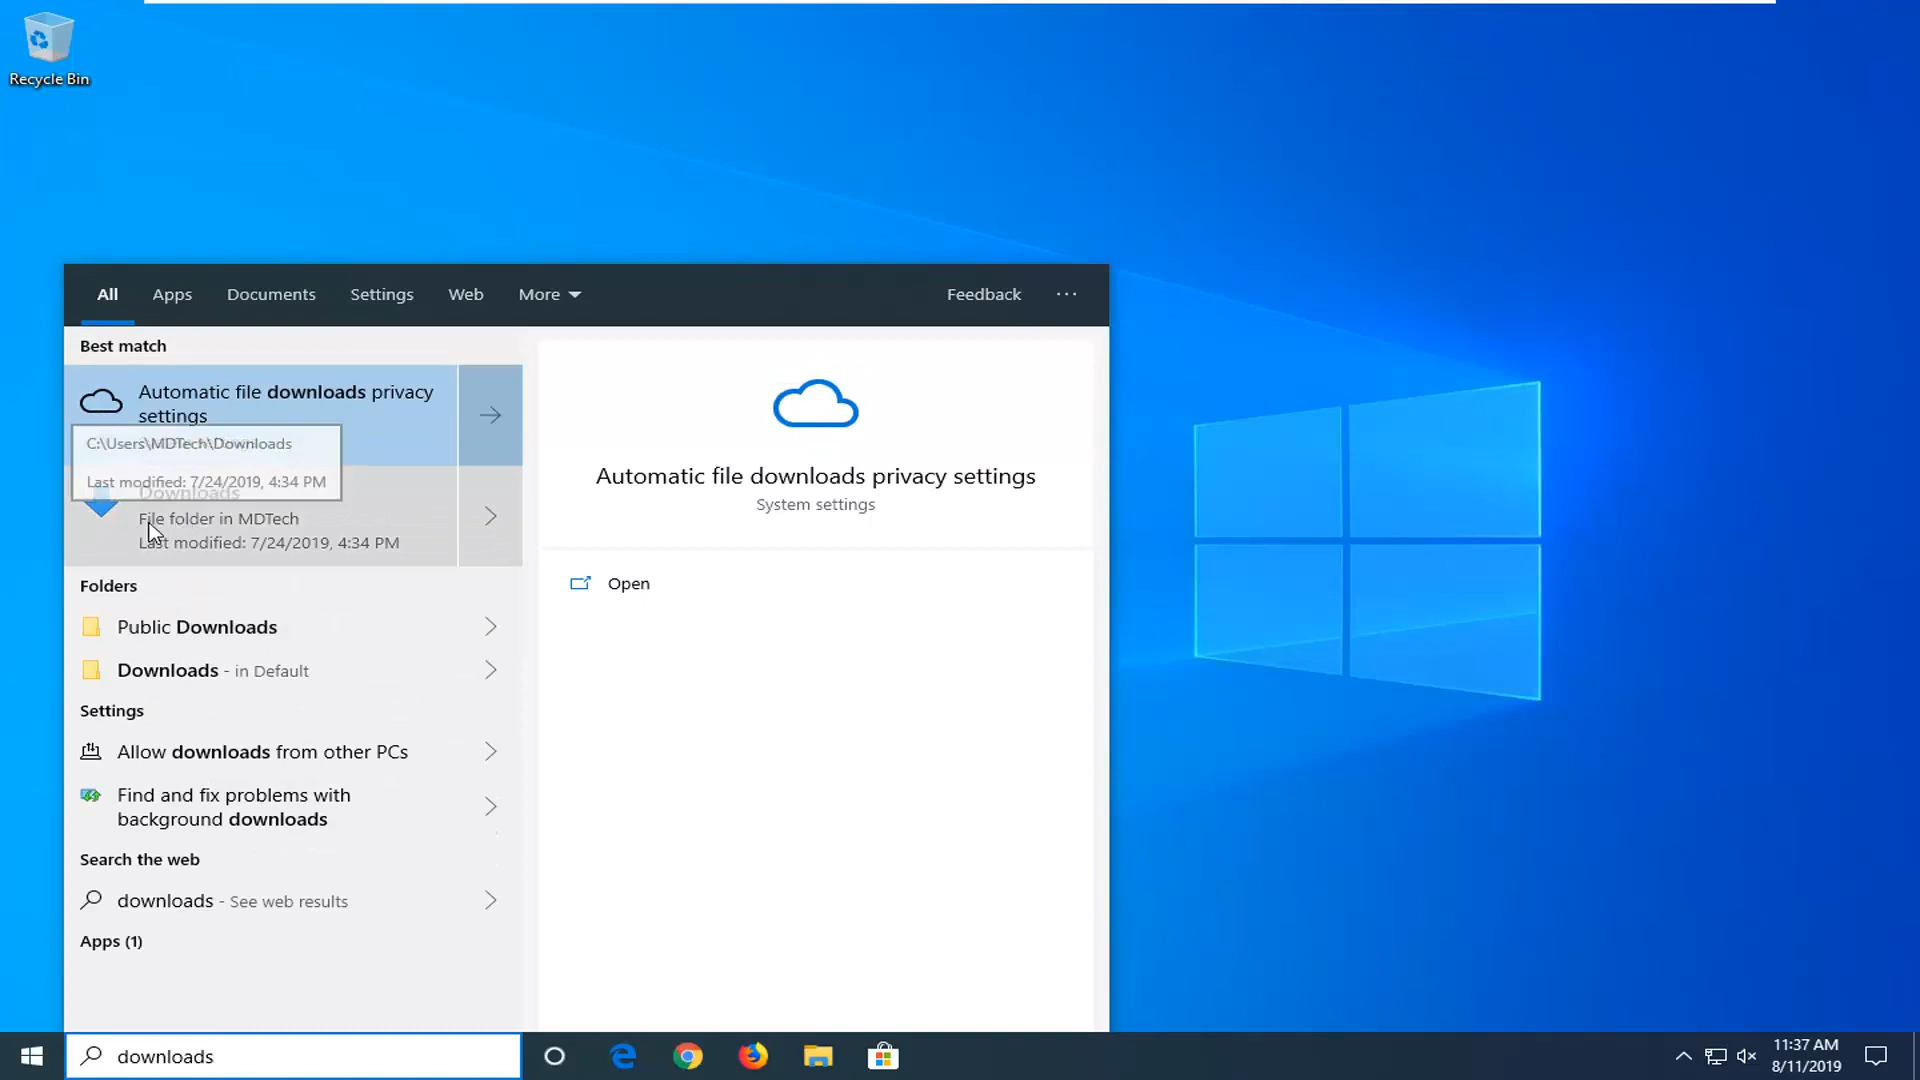 Recycle Bin
All
Apps
Documents
Settings
Web
More
Feedback
Best match
Automatic file downloads privacy
settings
C:\Users\MDTech\Downloads
Last modified: 7/24/2019, 4:34 PM
Downloads
File folder in MDTech
Last modified: 7/24/2019, 4:34 PM
Folders
Public Downloads
Downloads - in Default
Settings
Allow downloads from other PCs
Find and fix problems with
background downloads
Search the web
downloads - See web results
Apps (1)
Automatic file downloads privacy settings
System settings
Open
downloads
11:37 AM
8/11/2019